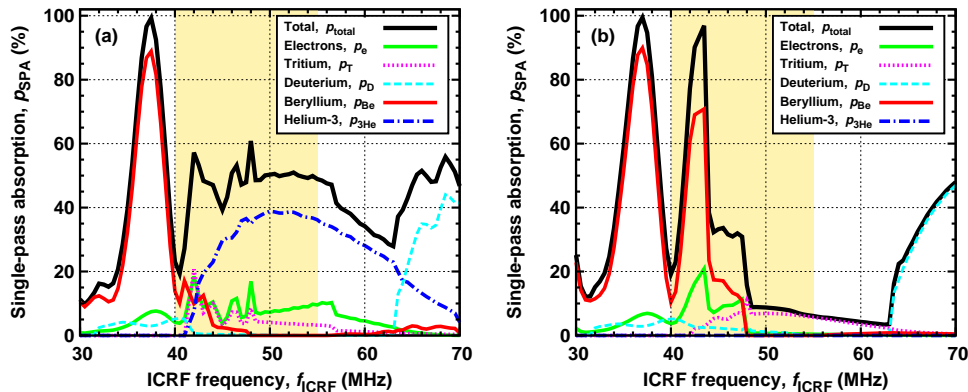 (a)
Total, p_total
Electrons, p_e
Tritium, p_T
Deuterium, p_D
Beryllium, p_Be
Helium-3, p_3He
Single-pass absorption, p_SPA (%)
100
80
60
40
20
0
30 40 50 60 70
ICRF frequency, f_ICRF (MHz)
(b)
Total, p_total
Electrons, p_e
Tritium, p_T
Deuterium, p_D
Beryllium, p_Be
Helium-3, p_3He
Single-pass absorption, p_SPA (%)
100
80
60
40
20
0
30 40 50 60 70
ICRF frequency, f_ICRF (MHz)